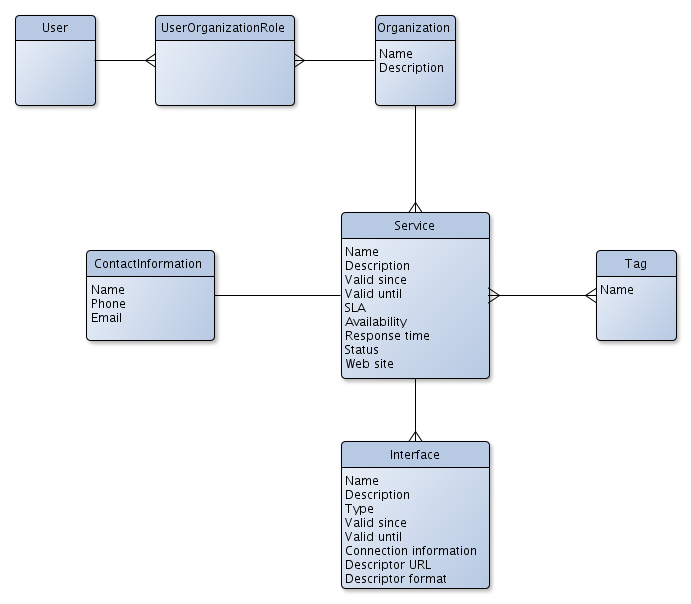 User
UserOrganizationRole
Organization
Name
Description
Service
Name
Description
Valid since
Valid until
SLA
Availability
Response time
Status
Web site
ContactInformation
Name
Phone
Email
Tag
Name
Interface
Name
Description
Type
Valid since
Valid until
Connection information
Descriptor URL
Descriptor format